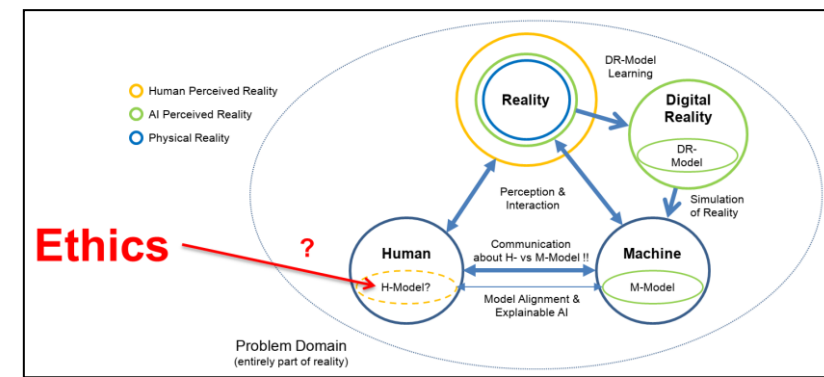 Human Perceived Reality
AI Perceived Reality
Physical Reality
Reality
DR-Model
Learning
Digital
Reality
DR-
Model
Simulation
of Reality
Perception &
Interaction
Ethics
?
Human
H-Model?
Communication
about H- vs M-Model !!
Model Alignment &
Explainable AI
Machine
M-Model
Problem Domain
(entirely part of reality)